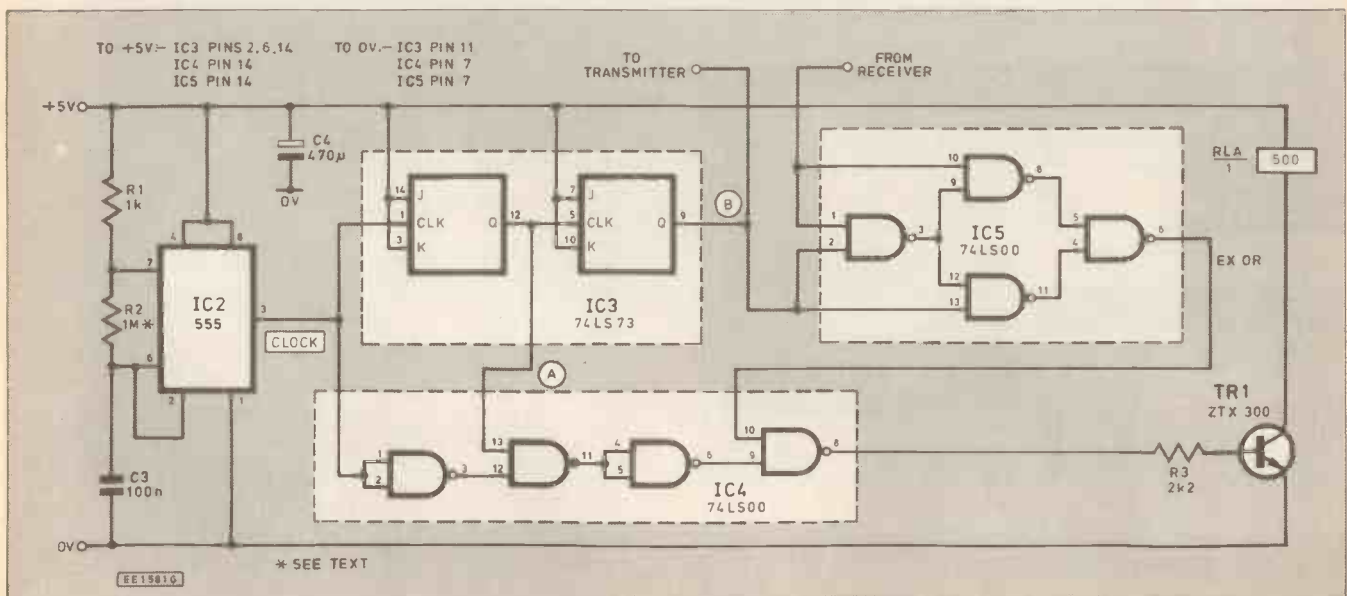 TO +5V:- IC3 PINS 2,6,14
IC4 PIN 14
IC5 PIN 14
TO 0V.- IC3 PIN 11
IC4 PIN 7
IC5 PIN 7
TO
TRANSMITTER
FROM
RECEIVER
+5V
C4
470μ
0V
R1
1k
R2
1M*
C3
100n
0V
4
8
7
6
2
1
3
IC2
555
CLOCK
14
J
1
CLK
3
K
Q
12
7
J
5
CLK
10
K
Q
9
IC3
74LS73
B
A
1
2
3
13
12
11
4
5
6
10
9
8
IC4
74LS00
10
9
8
1
2
3
12
13
11
5
4
6
IC5
74LS00
EX OR
RLA
1
500
TR1
ZTX 300
R3
2k2
* SEE TEXT
EE1581G